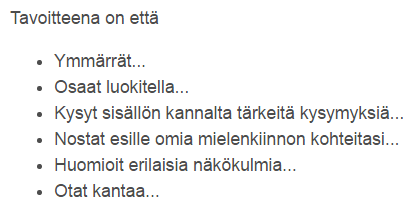 Tavoitteena on että
• Ymmärrät...
• Osaat luokitella...
• Kysyt sisällön kannalta tärkeitä kysymyksiä...
• Nostat esille omia mielenkiinnon kohteitasi...
• Huomioit erilaisia näkökulmia...
• Otat kantaa...